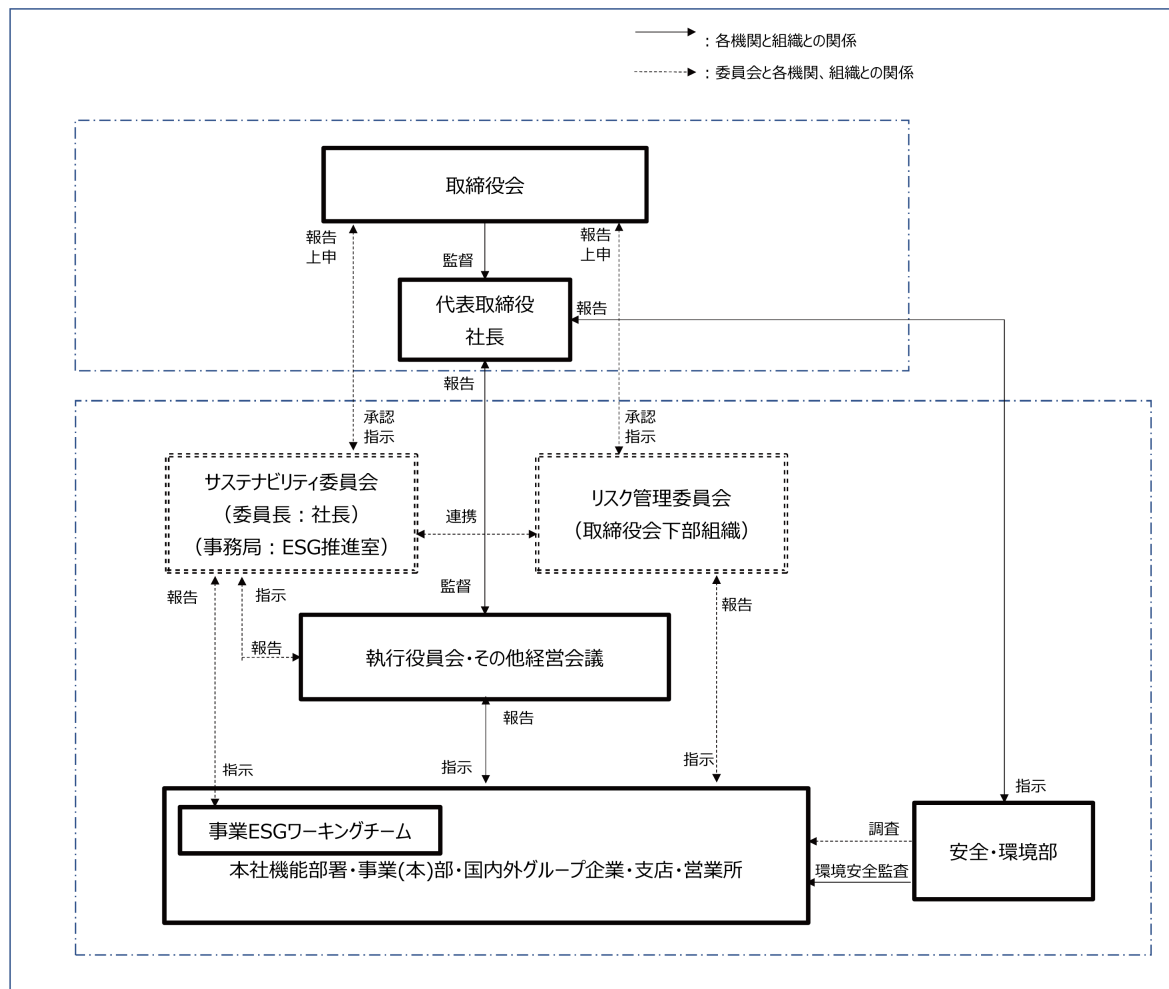 ：各機関と組織との関係
：委員会と各機関、組織との関係
取締役会
報告
上申
監督
報告
上申
代表取締役
社長
報告
報告
承認
指示
承認
指示
サステナビリティ委員会
（委員長：社長）
（事務局：ESG推進室）
連携
リスク管理委員会
（取締役会下部組織）
報告
指示
監督
報告
報告
執行役員会・その他経営会議
報告
指示
指示
指示
指示
事業ESGワーキングチーム
本社機能部署・事業(本)部・国内外グループ企業・支店・営業所
調査
環境安全監査
安全・環境部